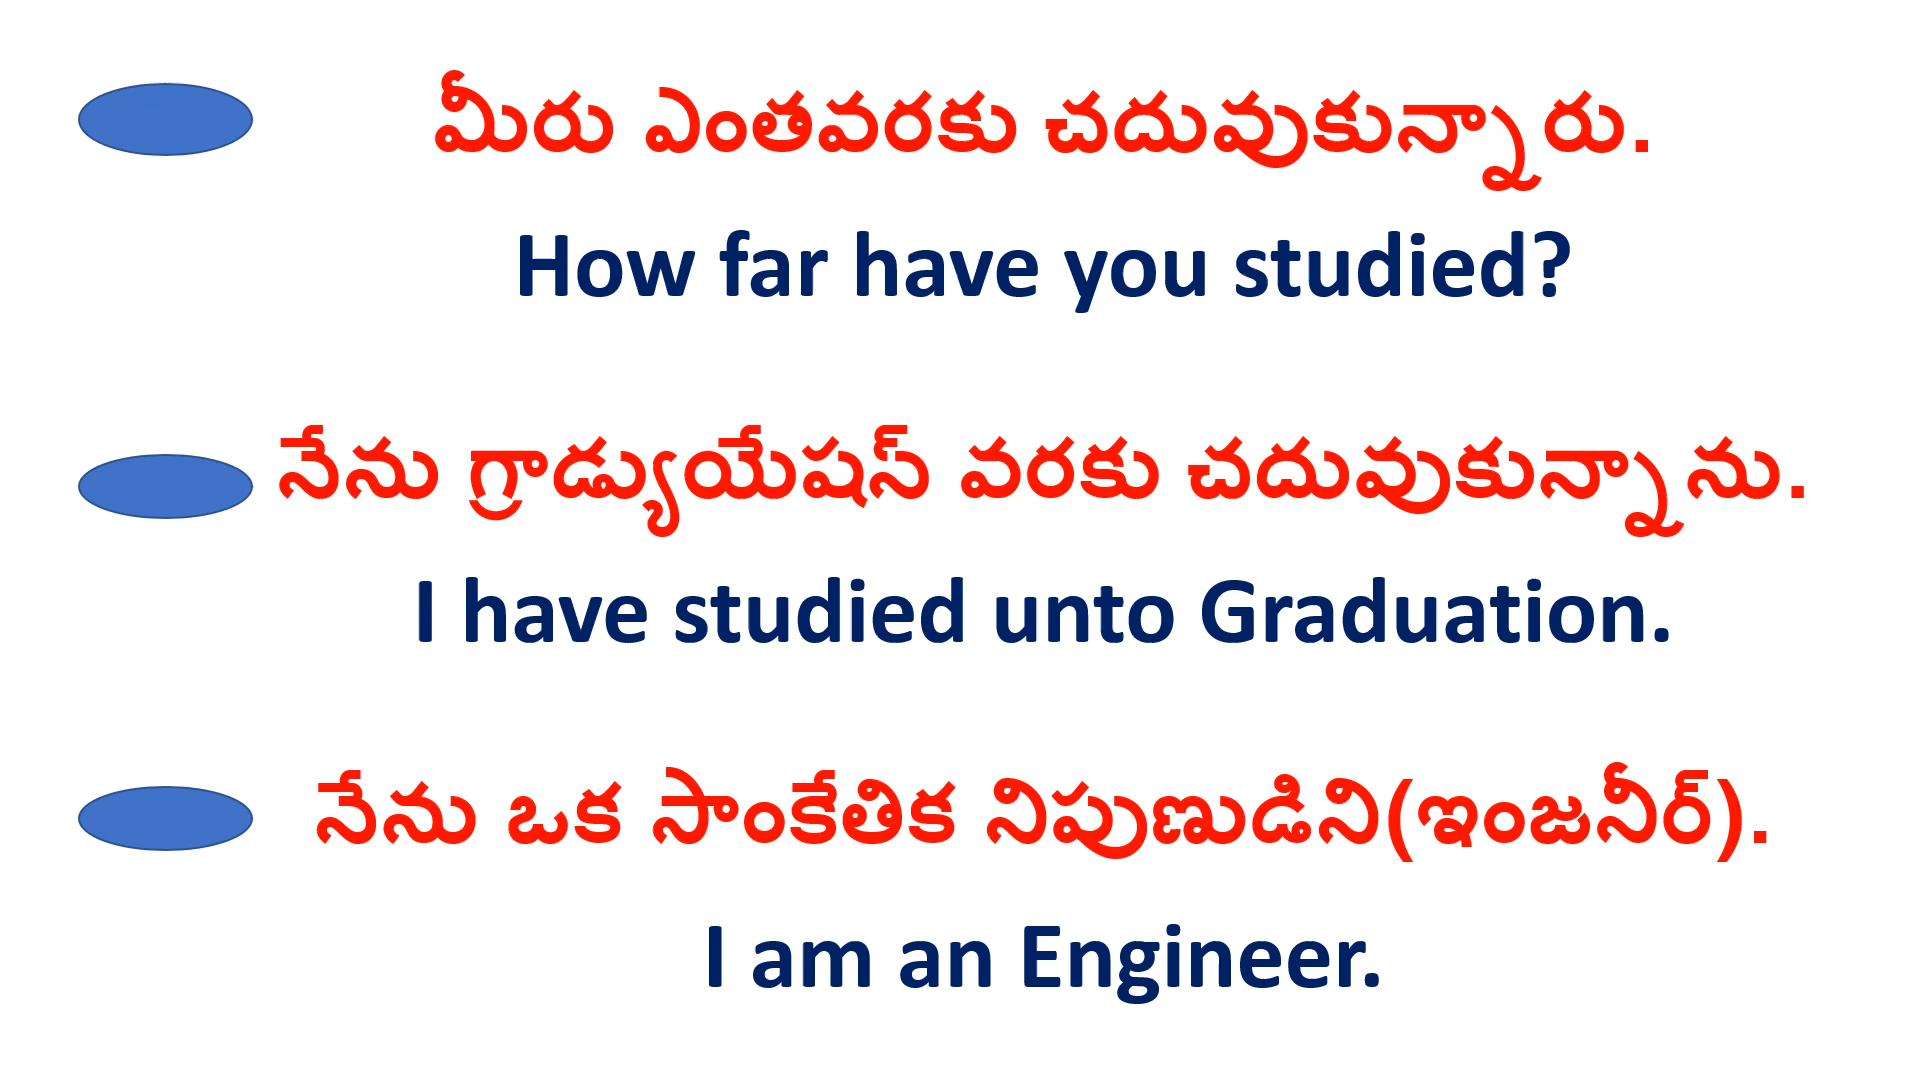 మీరు ఎంతవరకు చదువుకున్నారు.
How far have you studied?
నేను గ్రాడ్యుయేషన్ వరకు చదువుకున్నాను.
I have studied unto Graduation.
నేను ఒక సాంకేతిక నిపుణుడిని(ఇంజనీర్).
I am an Engineer.